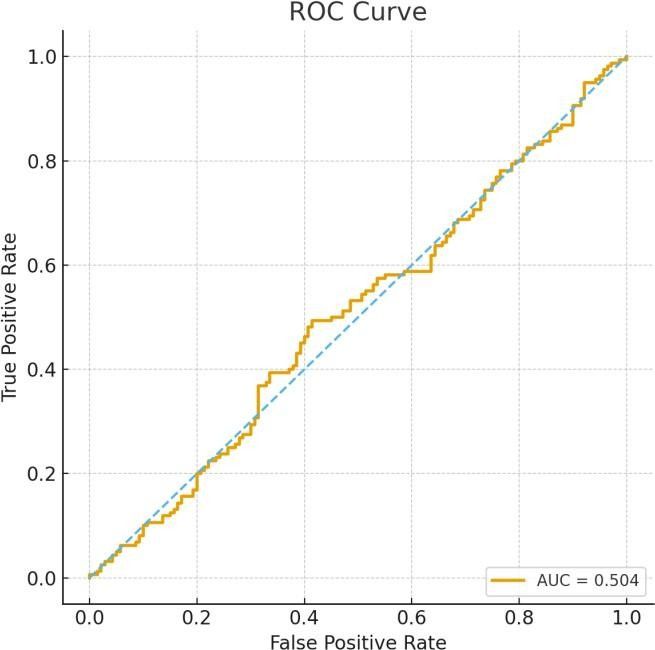 ROC Curve
True Positive Rate
1.0
0.8
0.6
0.4
0.2
0.0
AUC = 0.504
0.0 0.2 0.4 0.6 0.8 1.0
False Positive Rate